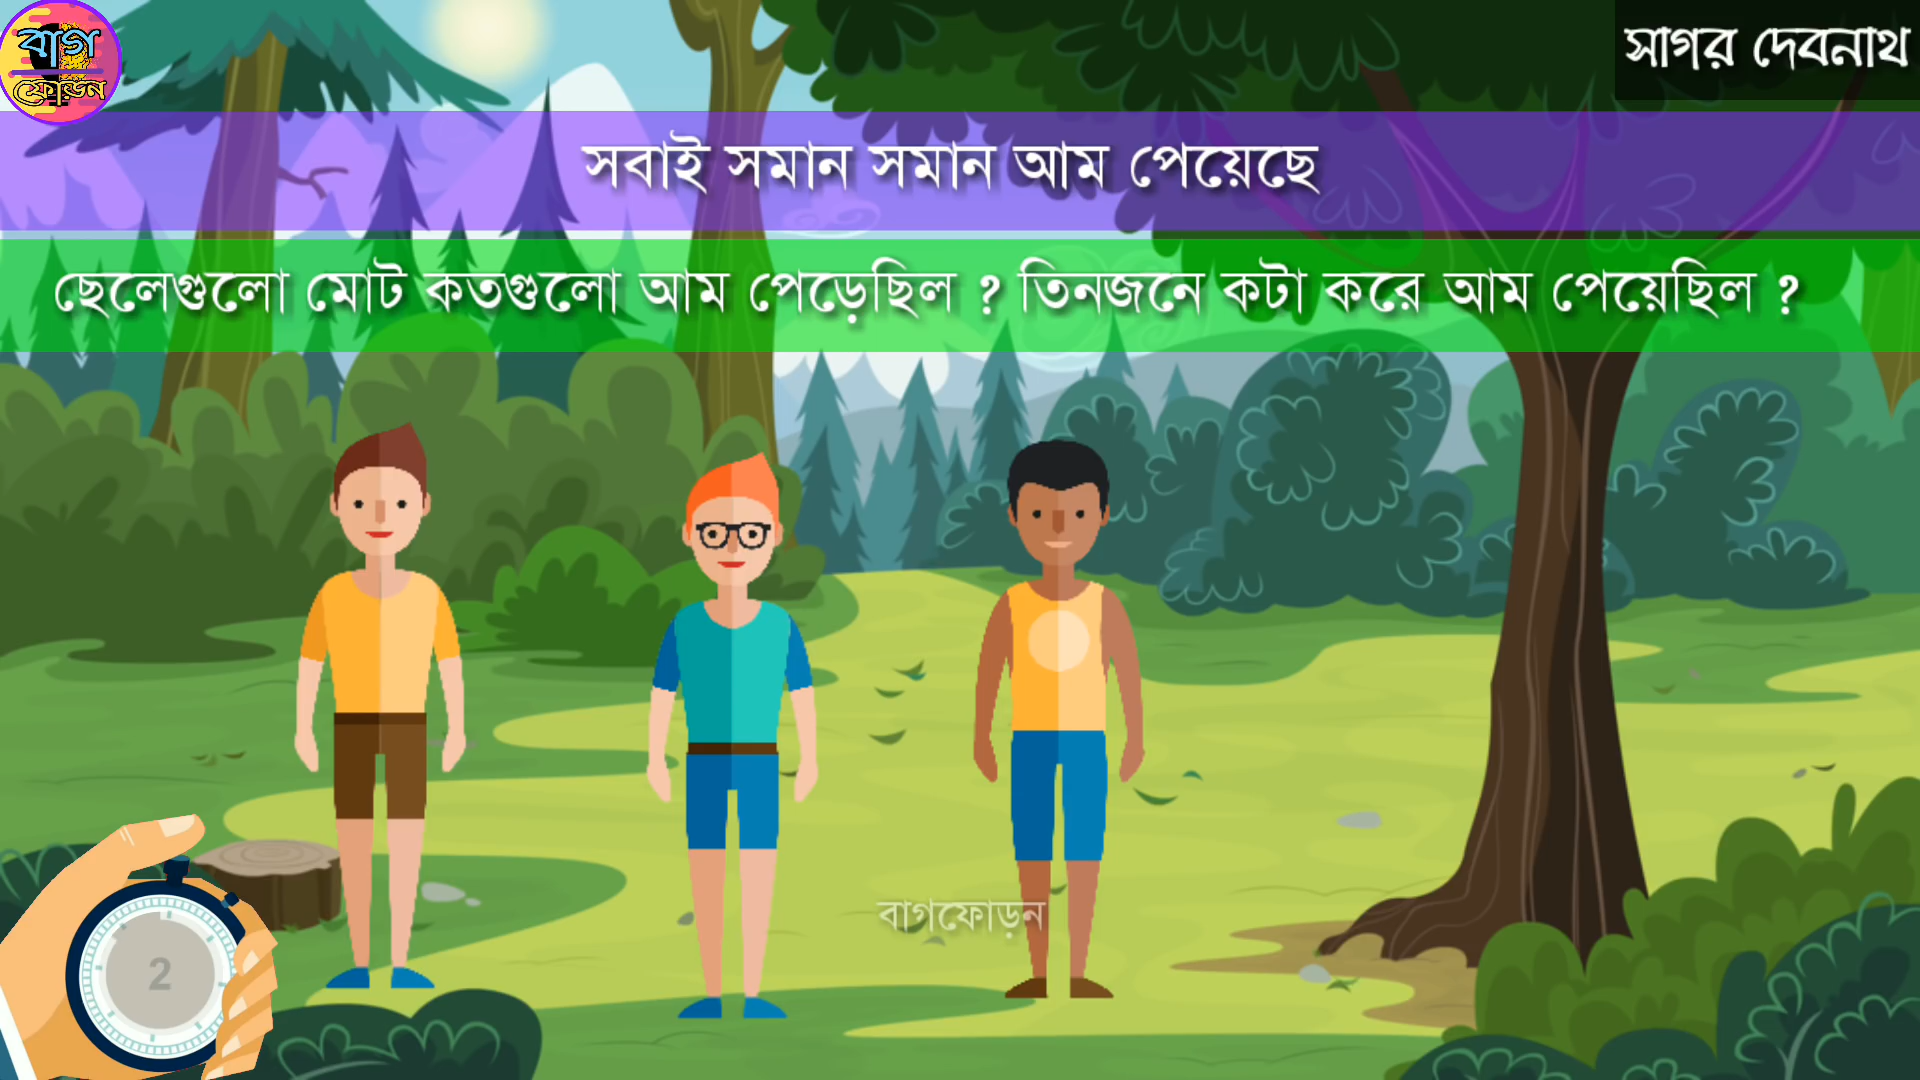 বাগ
ফোড়ন
সাগর দেবনাথ
সবাই সমান সমান আম পেয়েছে
ছেলেগুলো মোট কতগুলো আম পেড়েছিল ? তিনজনে কটা করে আম পেয়েছিল ?
বাগফোড়ন
2